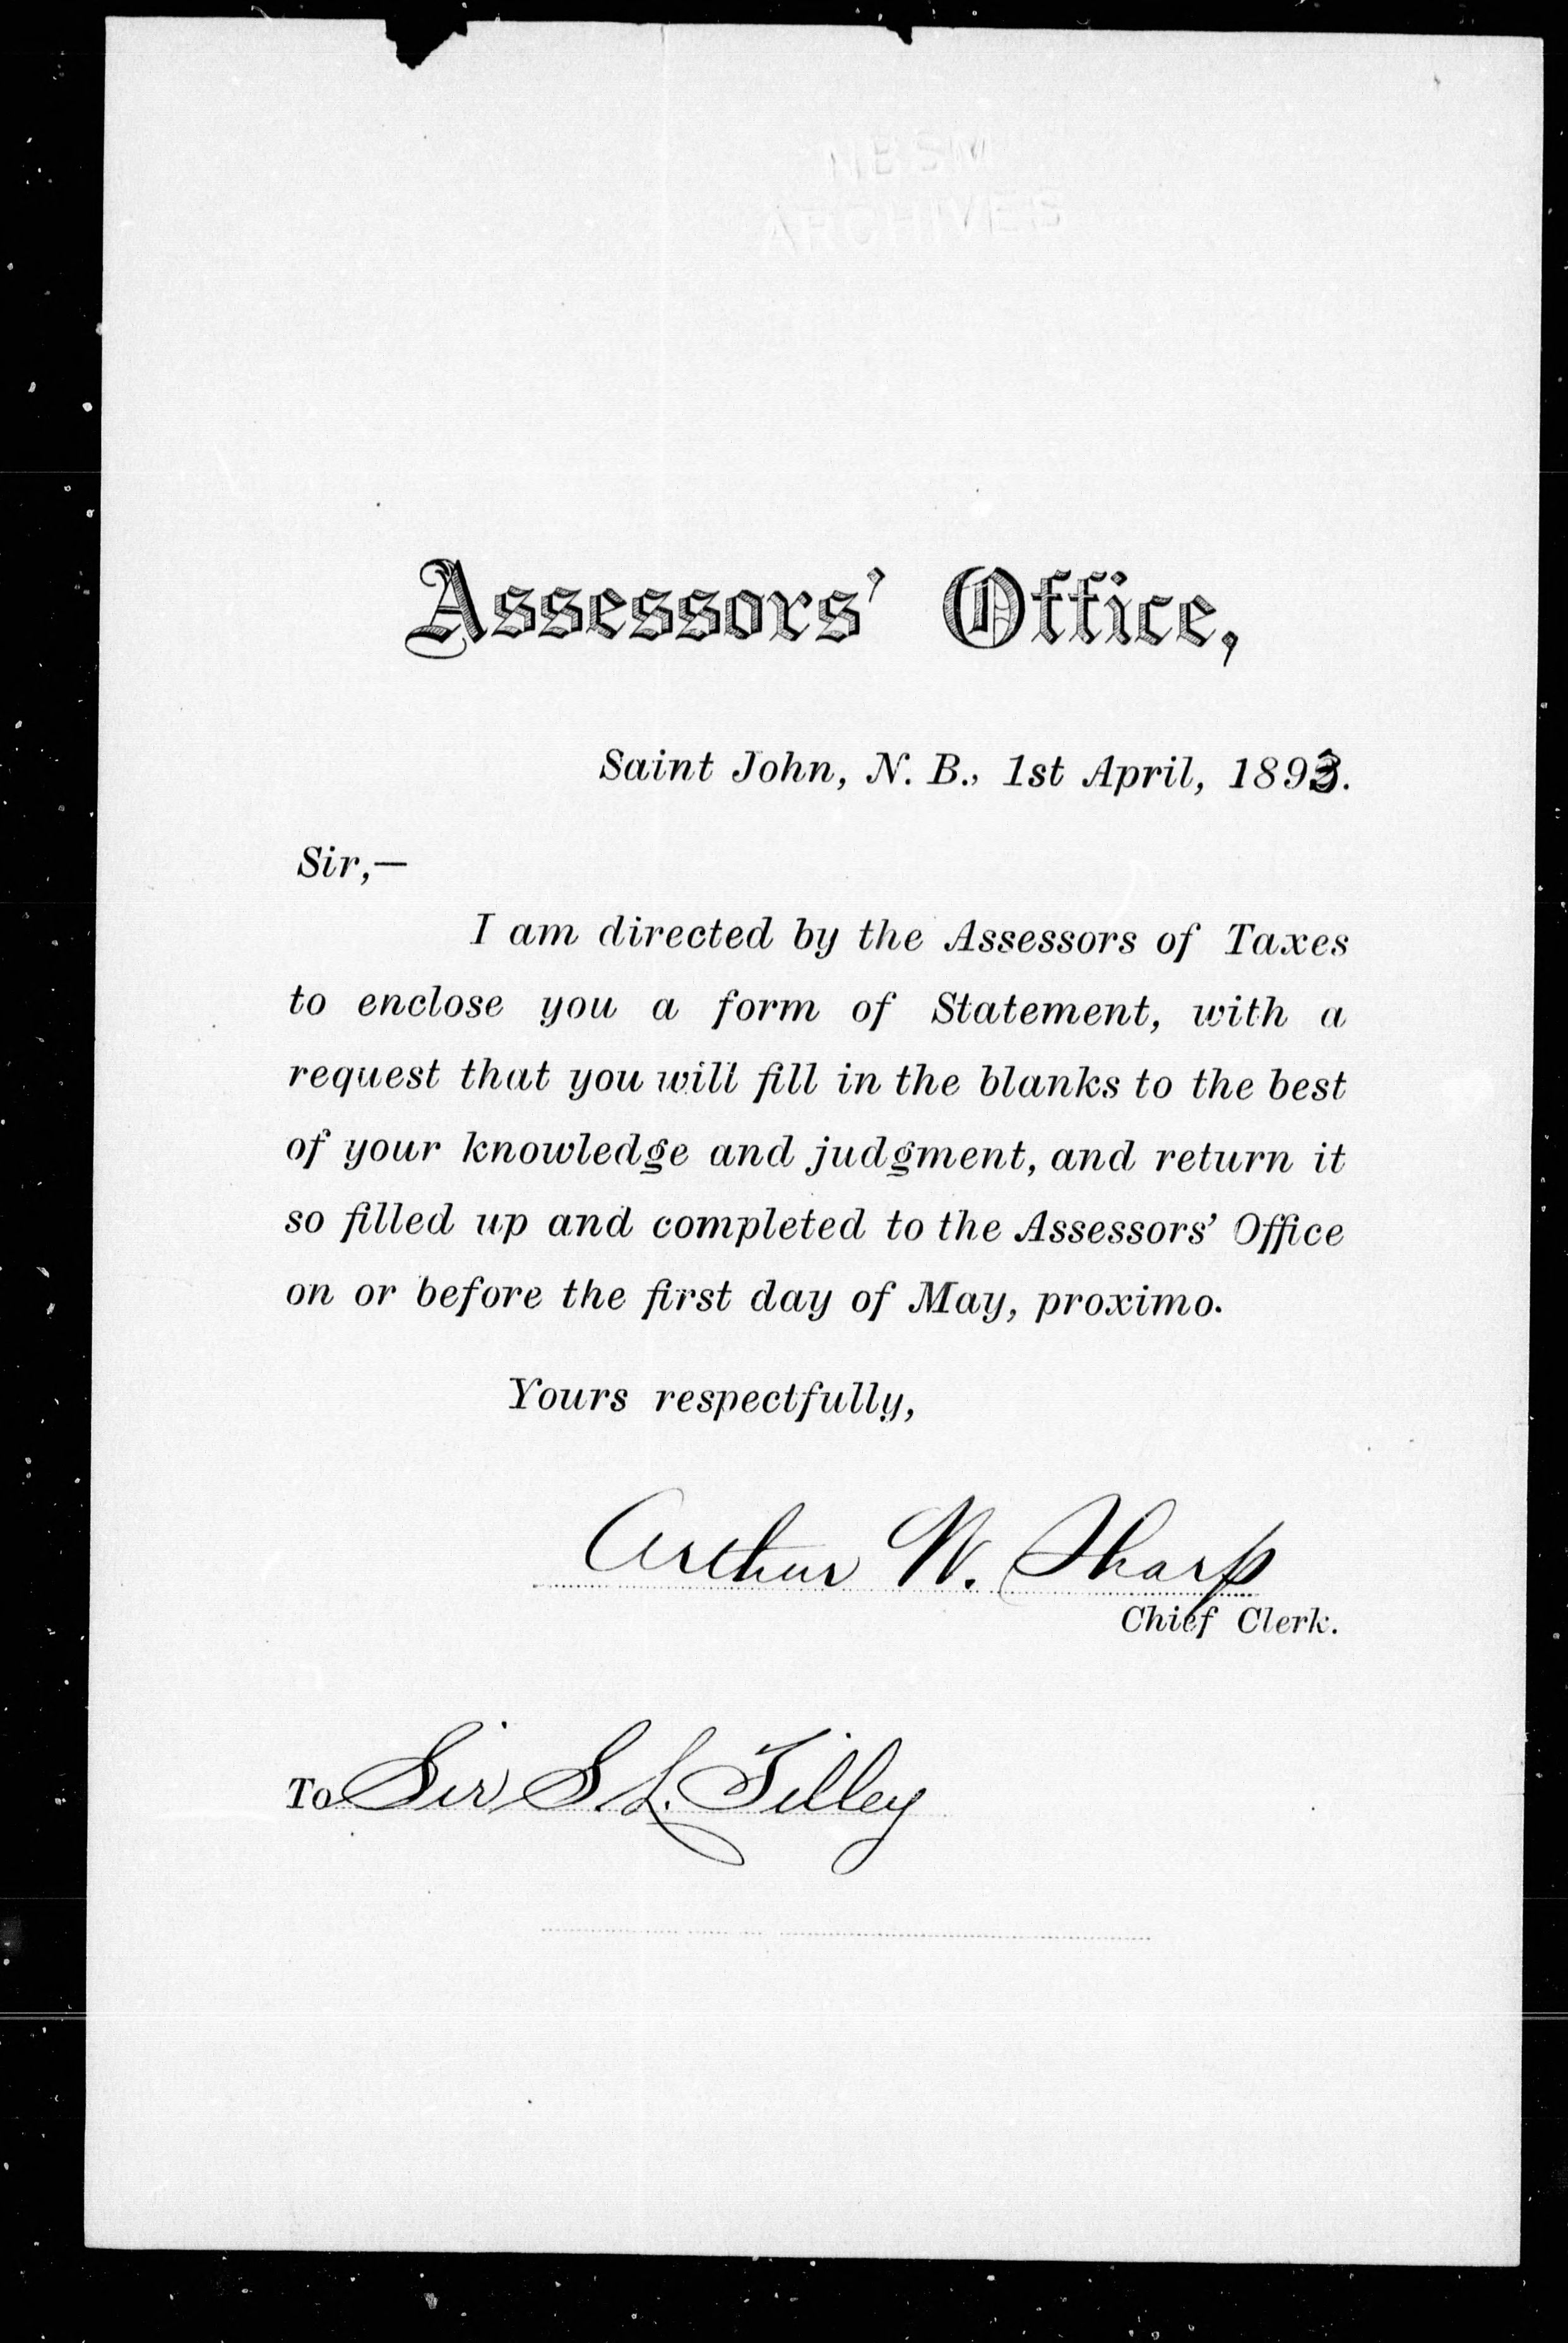 NBSM
ARCHIVES
Assessors' Office,
Saint John, N. B., 1st April, 1893.
Sir,—
I am directed by the Assessors of Taxes
to enclose you a form of Statement, with a
request that you will fill in the blanks to the best
of your knowledge and judgment, and return it
so filled up and completed to the Assessors' Office
on or before the first day of May, proximo.
Yours respectfully,
Arthur W. Sharp
Chief Clerk.
To Sir S. L. Tilley